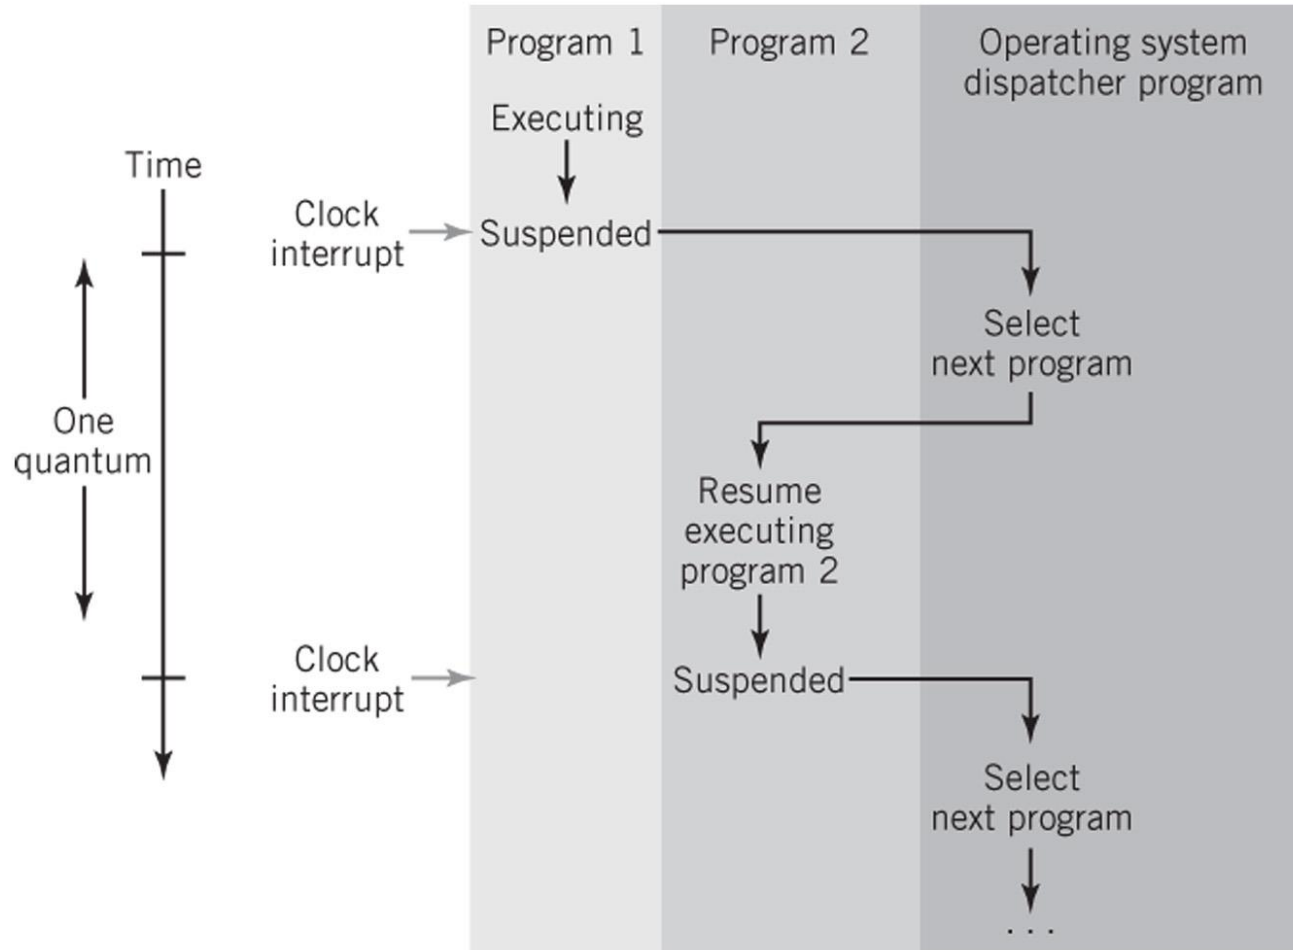 Program 1
Program 2
Operating system
dispatcher program
Executing
Time
Clock
interrupt
Suspended
Select
next program
One
quantum
Resume
executing
program 2
Clock
interrupt
Suspended
Select
next program
. . .